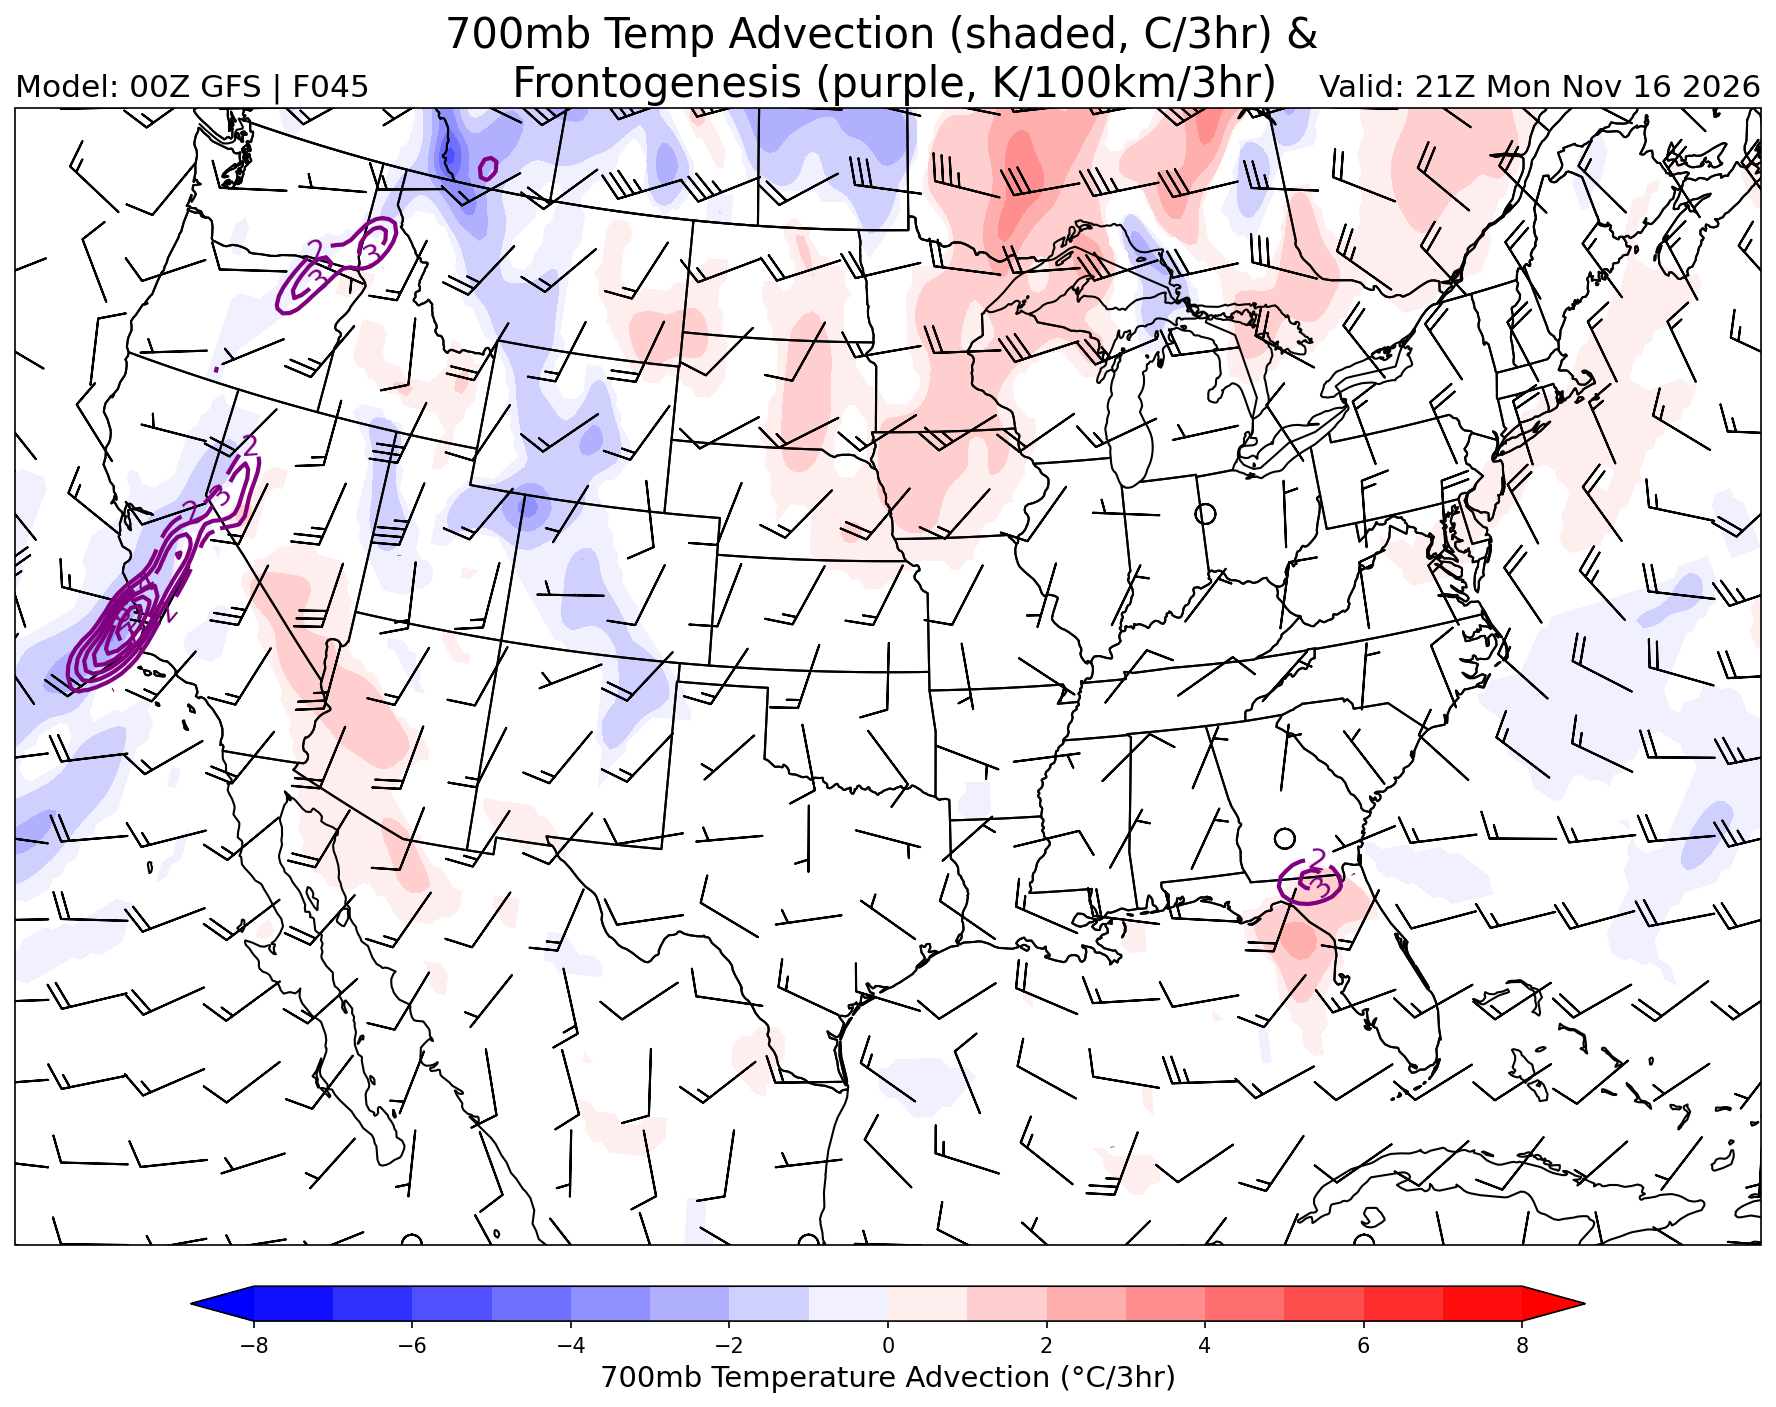 700mb Temp Advection (shaded, C/3hr) &
Model: 00Z GFS | F045 Frontogenesis (purple, K/100km/3hr) Valid: 21Z Mon Nov 16 2026
2
3
3
2
2
3
2
2
3
−8 −6 −4 −2 0 2 4 6 8
700mb Temperature Advection (°C/3hr)